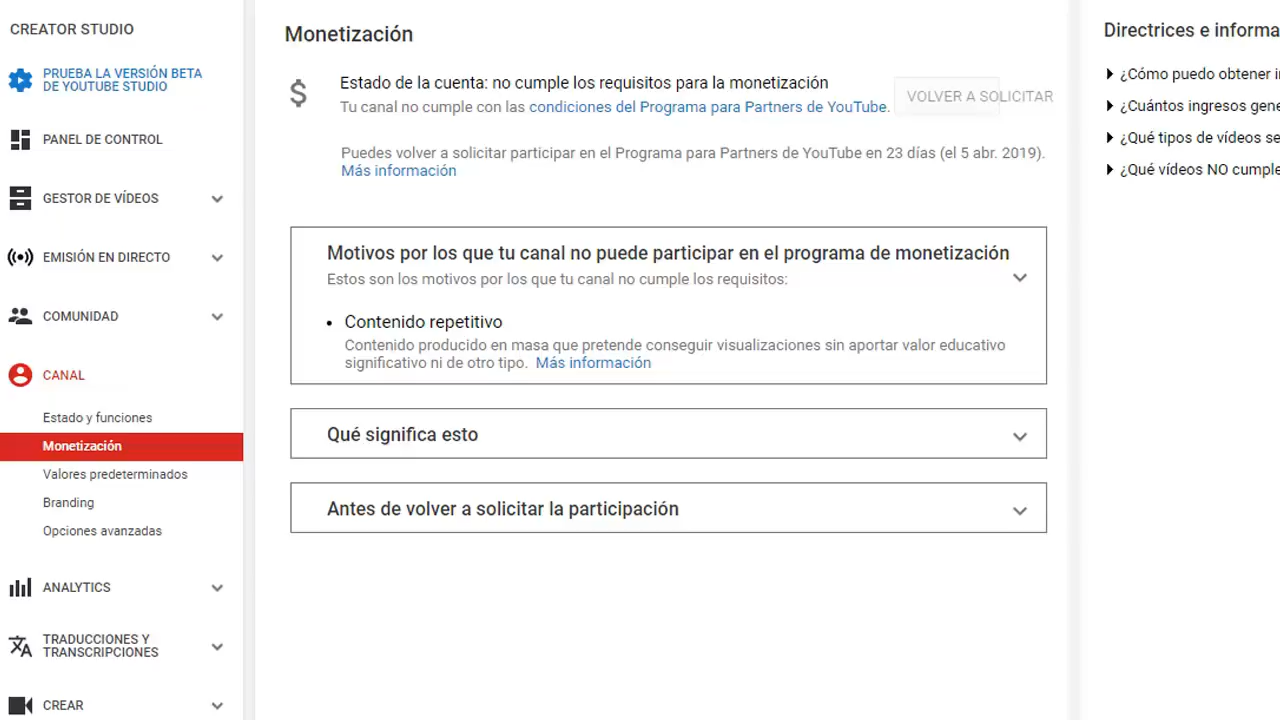 CREATOR STUDIO
PRUEBA LA VERSIÓN BETA
DE YOUTUBE STUDIO
PANEL DE CONTROL
GESTOR DE VÍDEOS
EMISIÓN EN DIRECTO
COMUNIDAD
CANAL
Estado y funciones
Monetización
Valores predeterminados
Branding
Opciones avanzadas
ANALYTICS
TRADUCCIONES Y
TRANSCRIPCIONES
CREAR
Monetización
Estado de la cuenta: no cumple los requisitos para la monetización
Tu canal no cumple con las condiciones del Programa para Partners de YouTube.
VOLVER A SOLICITAR
Puedes volver a solicitar participar en el Programa para Partners de YouTube en 23 días (el 5 abr. 2019).
Más información
Motivos por los que tu canal no puede participar en el programa de monetización
Estos son los motivos por los que tu canal no cumple los requisitos:
• Contenido repetitivo
Contenido producido en masa que pretende conseguir visualizaciones sin aportar valor educativo
significativo ni de otro tipo. Más información
Qué significa esto
Antes de volver a solicitar la participación
Directrices e informa
¿Cómo puedo obtener i
¿Cuántos ingresos gene
¿Qué tipos de vídeos se
¿Qué vídeos NO cumple